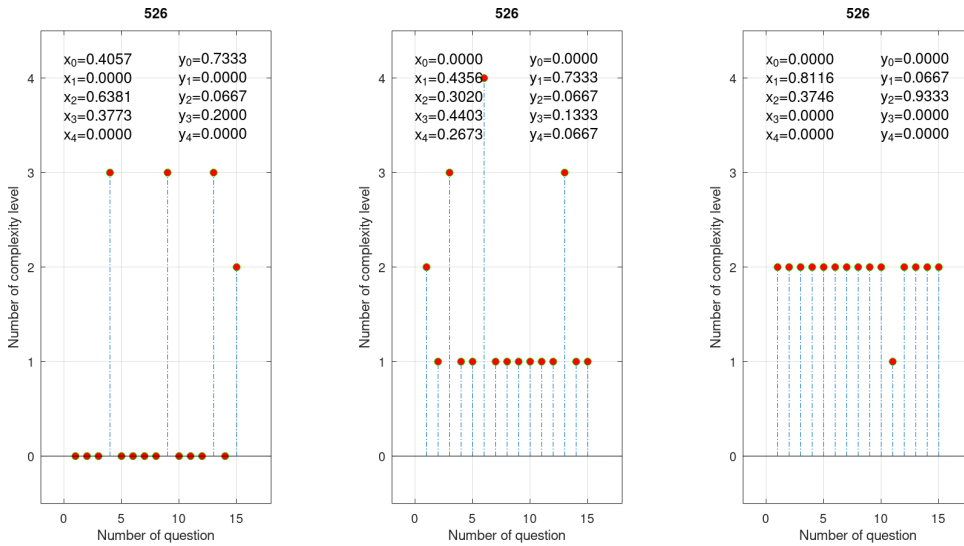 526
x0=0.4057 y0=0.7333
x1=0.0000 y1=0.0000
x2=0.6381 y2=0.0667
x3=0.3773 y3=0.2000
x4=0.0000 y4=0.0000
4
3
2
1
0
0 5 10 15
Number of complexity level
Number of question
526
x0=0.0000 y0=0.0000
x1=0.4356 y1=0.7333
x2=0.3020 y2=0.0667
x3=0.4403 y3=0.1333
x4=0.2673 y4=0.0667
4
3
2
1
0
0 5 10 15
Number of complexity level
Number of question
526
x0=0.0000 y0=0.0000
x1=0.8116 y1=0.0667
x2=0.3746 y2=0.9333
x3=0.0000 y3=0.0000
x4=0.0000 y4=0.0000
4
3
2
1
0
0 5 10 15
Number of complexity level
Number of question